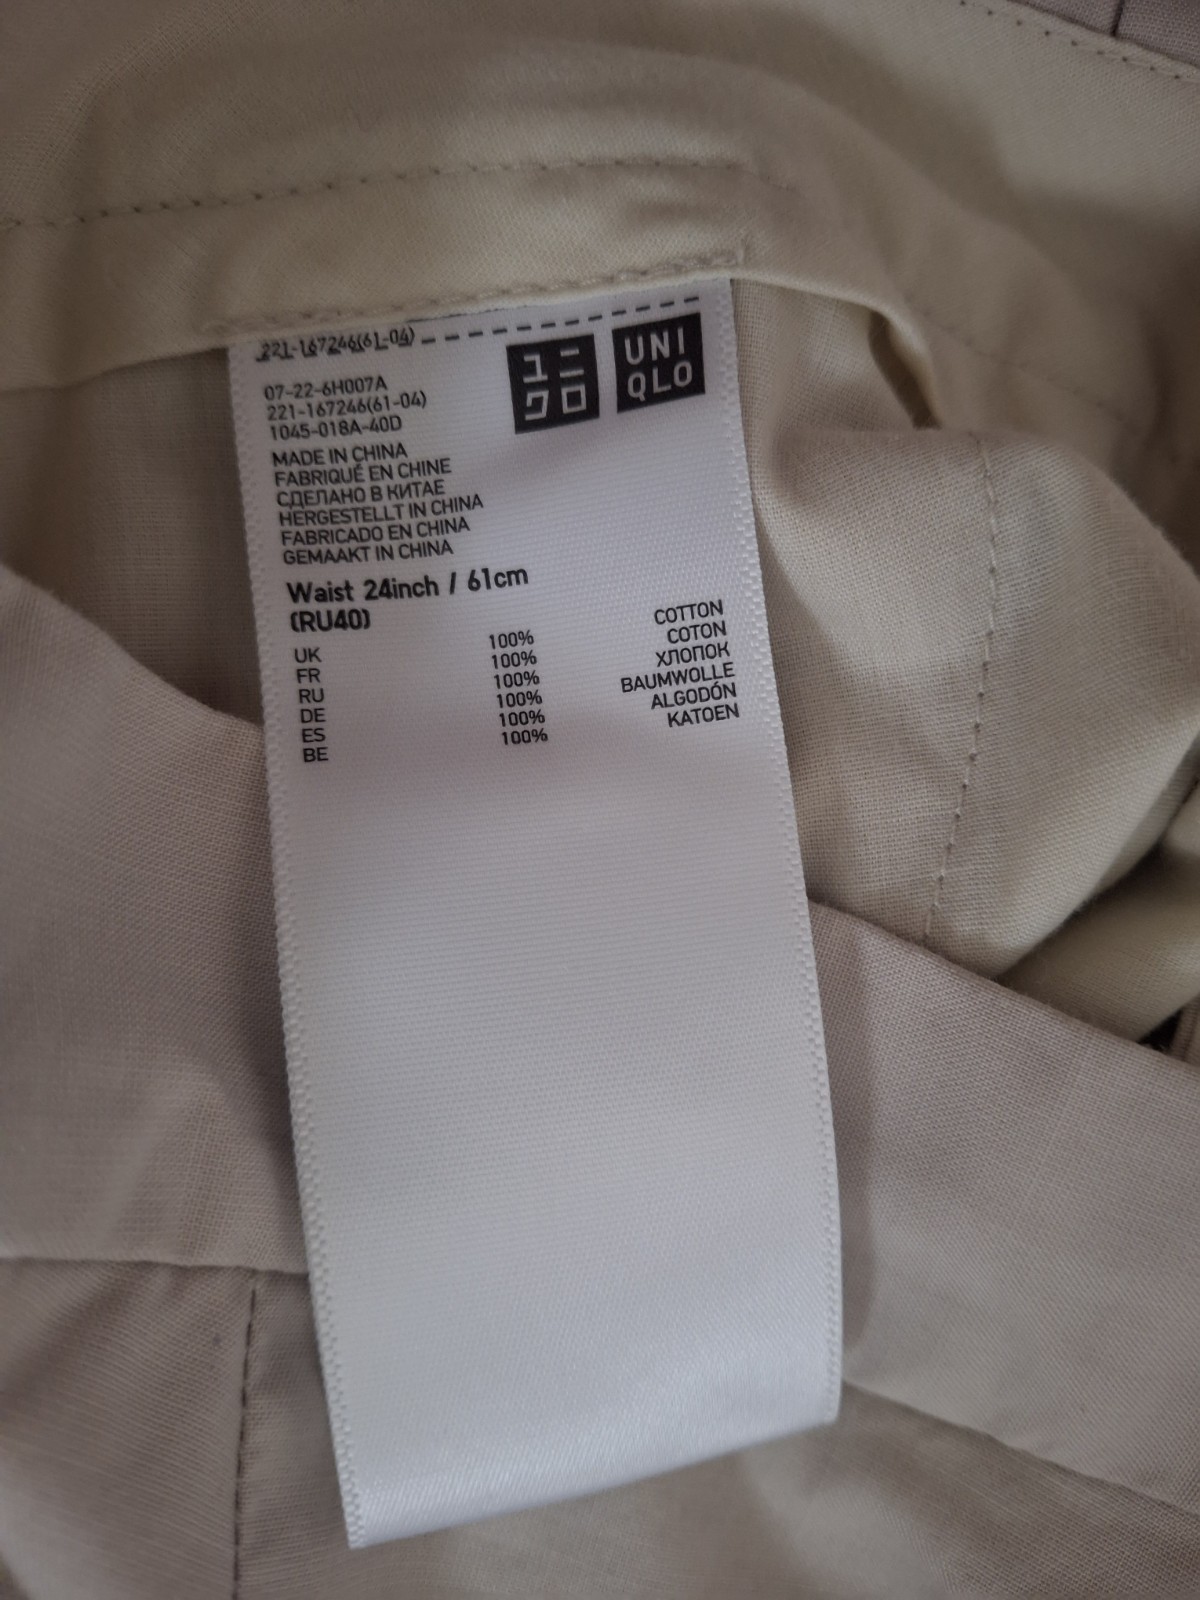 221-167246(61-04)
ユニクロ
UNIQLO
07-22-6H007A
221-167246(61-04)
1045-018A-40D
MADE IN CHINA
FABRIQUÉ EN CHINE
СДЕЛАНО В КИТАЕ
HERGESTELLT IN CHINA
FABRICADO EN CHINA
GEMAAKT IN CHINA
Waist 24inch / 61cm
(RU40)
UK 100% COTTON
FR 100% COTON
RU 100% ХЛОПОК
DE 100% BAUMWOLLE
ES 100% ALGODÓN
BE 100% KATOEN